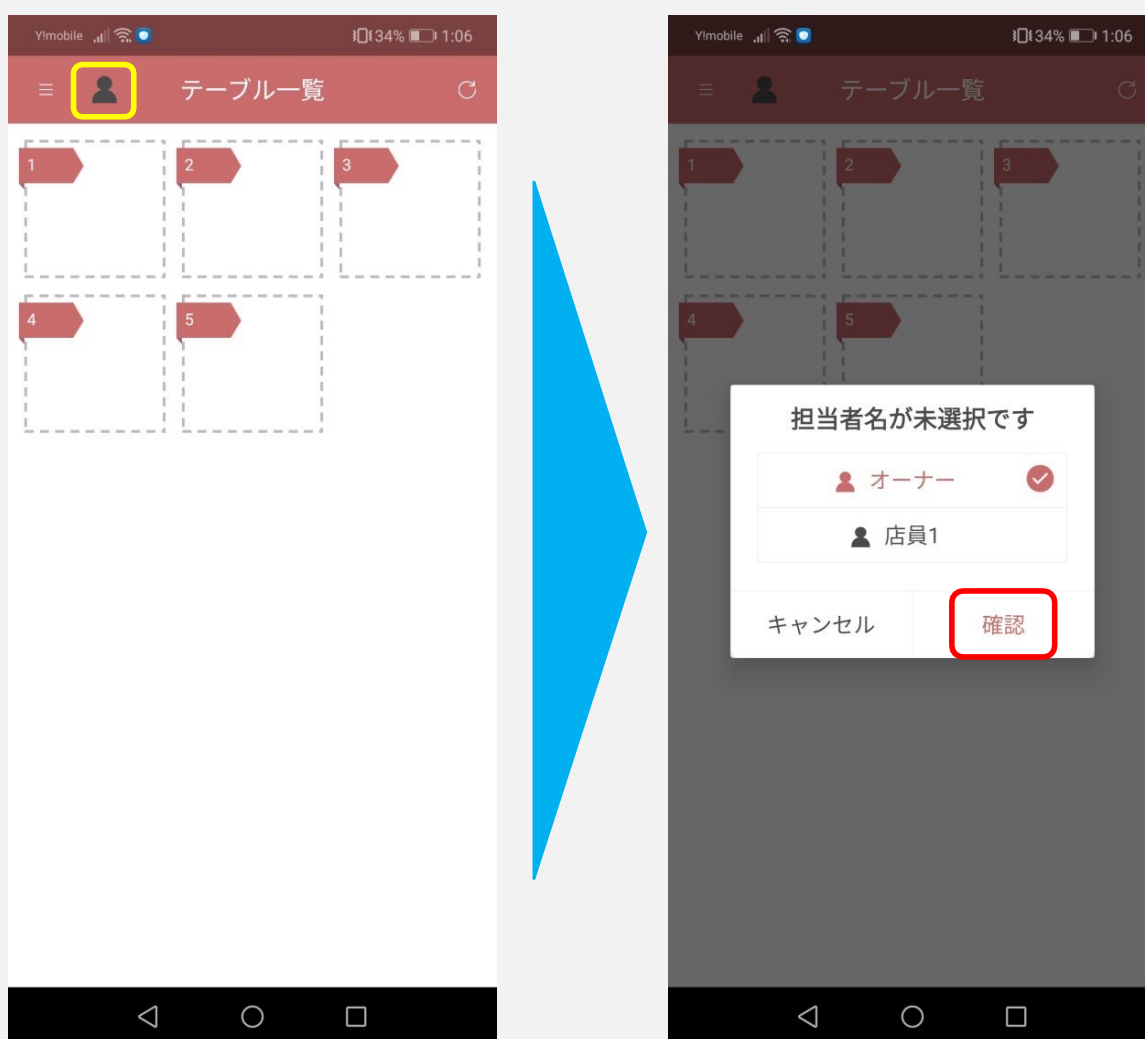 Y!mobile 34% 1:06
テーブル一覧
1 2 3
4 5
Y!mobile 34% 1:06
テーブル一覧
1 2 3
4 5
担当者名が未選択です
オーナー
店員1
キャンセル 確認